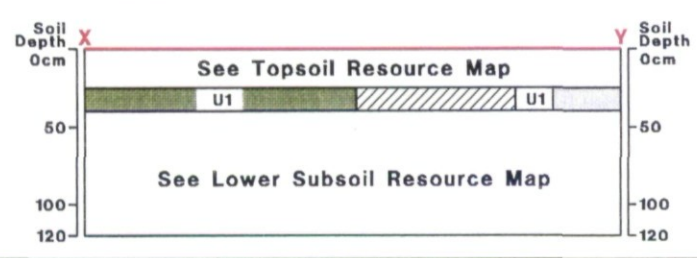 Soil
Depth X
0cm
Y Soil
Depth
0cm
See Topsoil Resource Map
U1
U1
50
50
See Lower Subsoil Resource Map
100
100
120
120